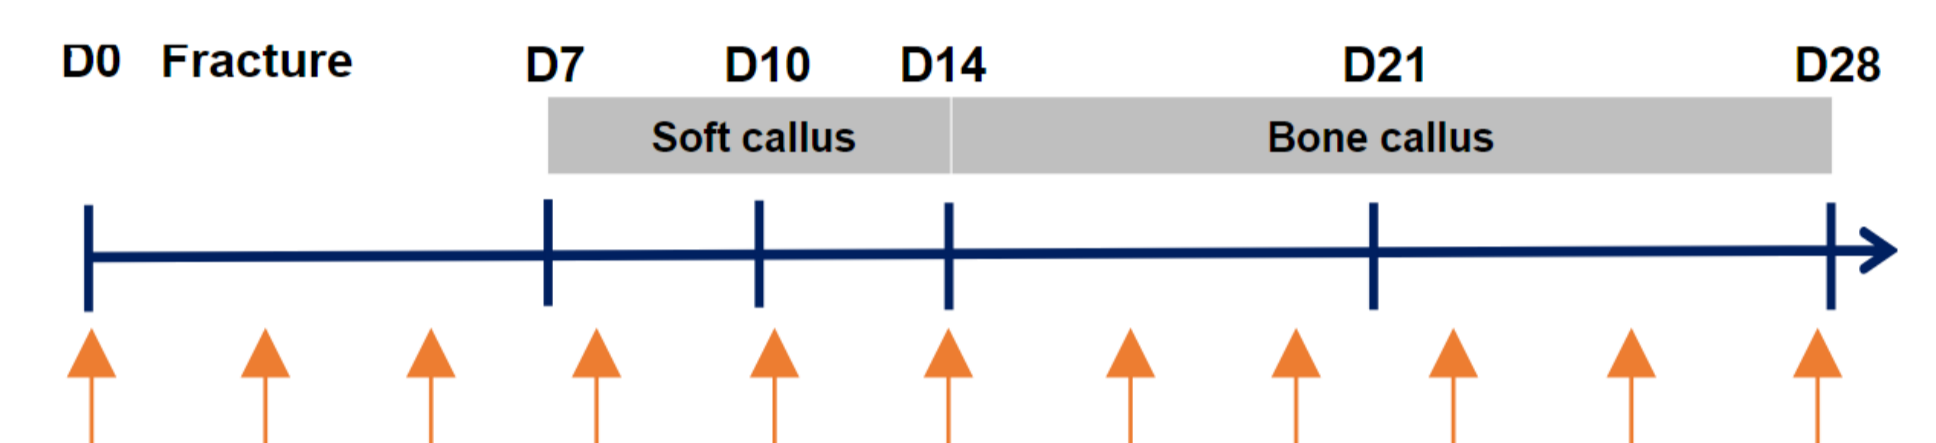 D0 Fracture D7 D10 D14 D21 D28
Soft callus Bone callus